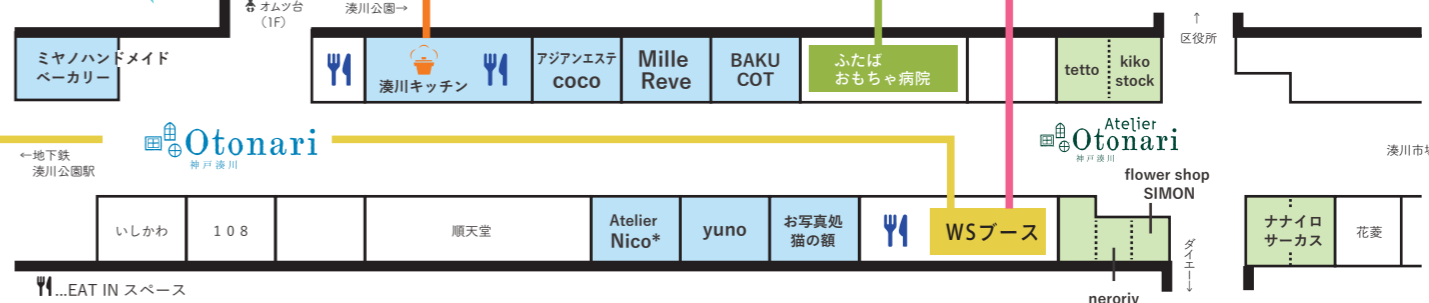 オムツ台
（1F）
湊川公園→
↑
区役所
ミヤノハンドメイド
ベーカリー
湊川キッチン
アジアンエステ
coco
Mille
Reve
BAKU
COT
ふたば
おもちゃ病院
tetto
kiko
stock
←地下鉄
湊川公園駅
Otonari
神戸湊川
Atelier
Otonari
神戸湊川
湊川市場
flower shop
SIMON
いしかわ
108
順天堂
Atelier
Nico*
yuno
お写真処
猫の額
WSブース
ダイエー→
ナナイロ
サーカス
花菱
...EAT IN スペース
neroriy